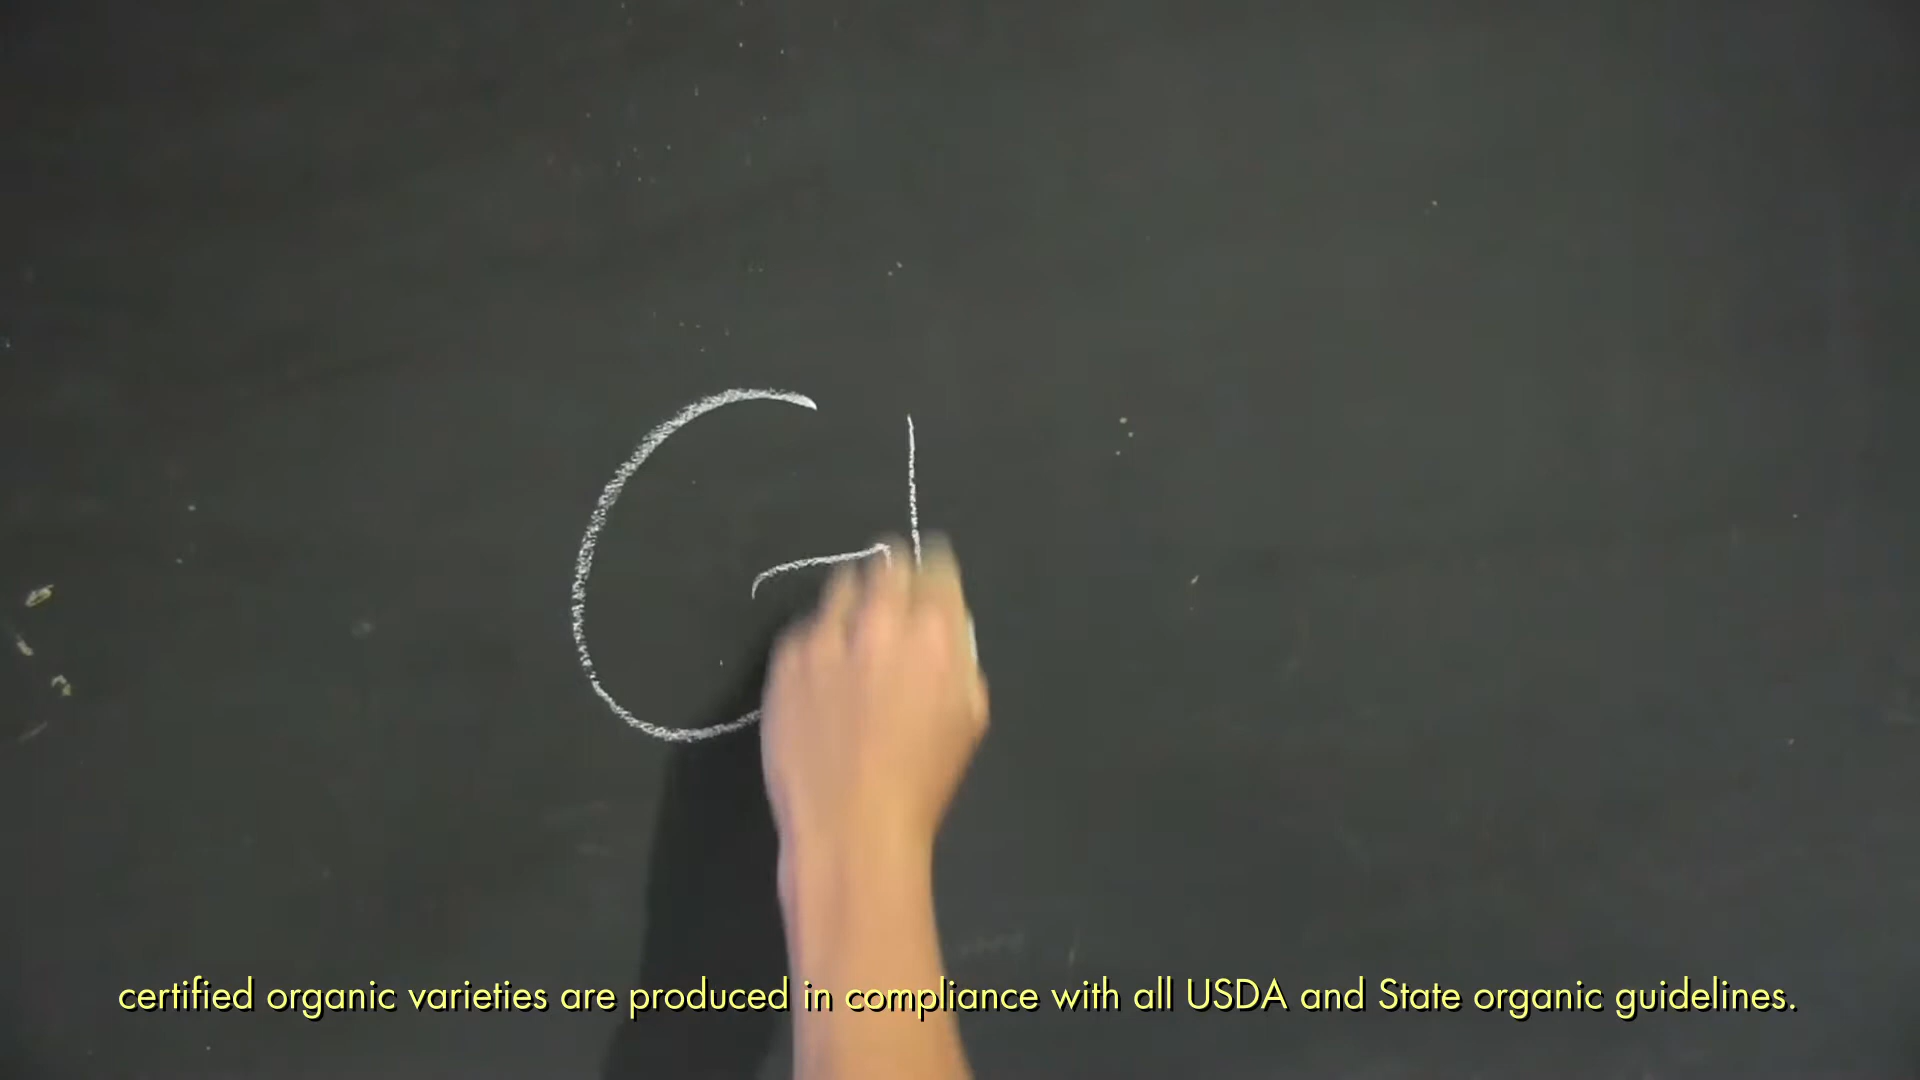 G
certified organic varieties are produced in compliance with all USDA and State organic guidelines.